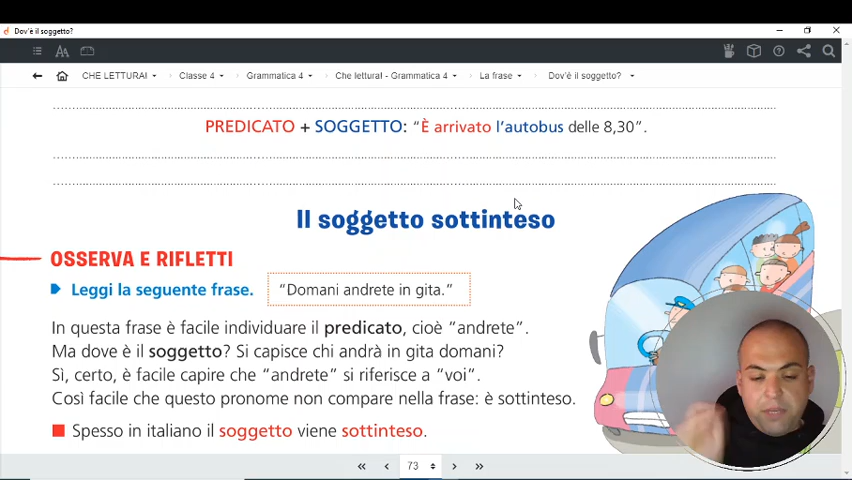 Dov'è il soggetto?
CHE LETTURA! Classe 4 Grammatica 4 Che lettura! - Grammatica 4 La frase Dov'è il soggetto?
PREDICATO + SOGGETTO: “È arrivato l’autobus delle 8,30”.
Il soggetto sottinteso
OSSERVA E RIFLETTI
Leggi la seguente frase. “Domani andrete in gita.”
In questa frase è facile individuare il predicato, cioè “andrete”.
Ma dove è il soggetto? Si capisce chi andrà in gita domani?
Sì, certo, è facile capire che “andrete” si riferisce a “voi”.
Così facile che questo pronome non compare nella frase: è sottinteso.
Spesso in italiano il soggetto viene sottinteso.
73